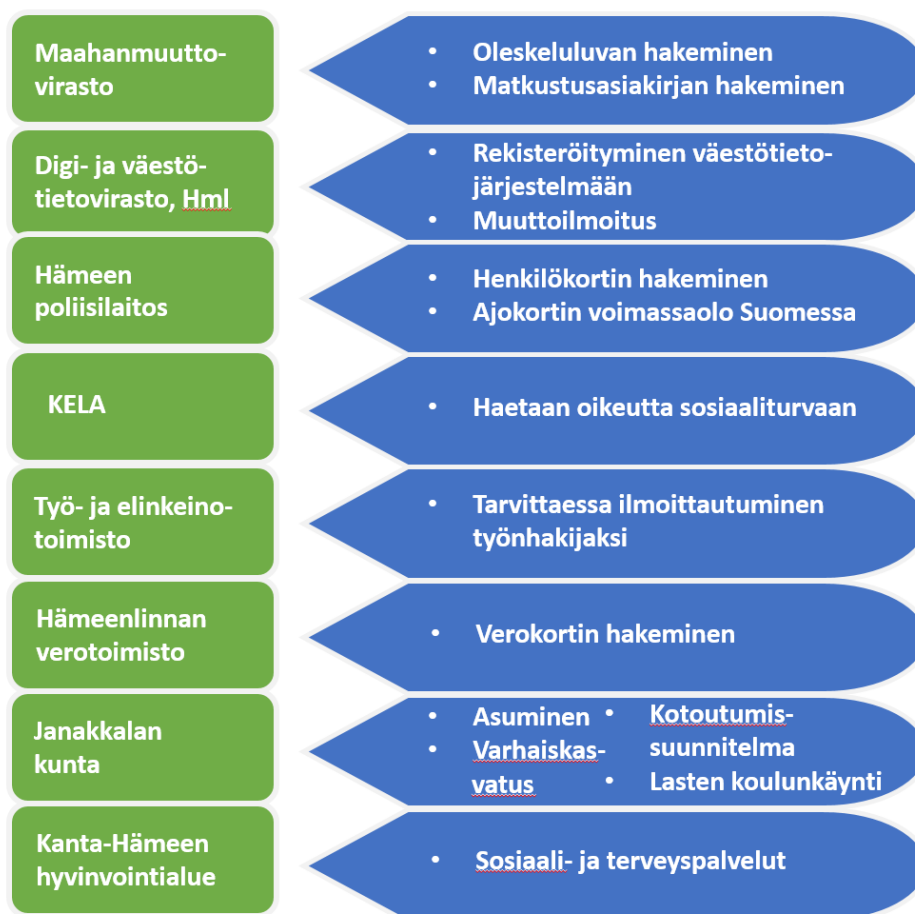 Maahanmuutto-
virasto
• Oleskeluluvan hakeminen
• Matkustusasiakirjan hakeminen
Digi- ja väestö-
tietovirasto, Hml
• Rekisteröityminen väestötieto-
järjestelmään
• Muuttoilmoitus
Hämeen
poliisilaitos
• Henkilökortin hakeminen
• Ajokortin voimassaolo Suomessa
KELA
• Haetaan oikeutta sosiaaliturvaan
Työ- ja elinkeino-
toimisto
• Tarvittaessa ilmoittautuminen
työnhakijaksi
Hämeenlinnan
verotoimisto
• Verokortin hakeminen
Janakkalan
kunta
• Asuminen
• Varhaiskas-
vatus
• Kotoutumis-
suunnitelma
• Lasten koulunkäynti
Kanta-Hämeen
hyvinvointialue
• Sosiaali- ja terveyspalvelut